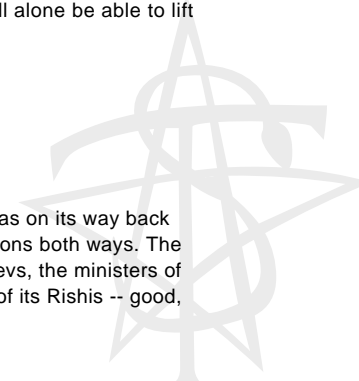 ll alone be able to lift
as on its way back
ons both ways. The
evs, the ministers of
of its Rishis -- good,